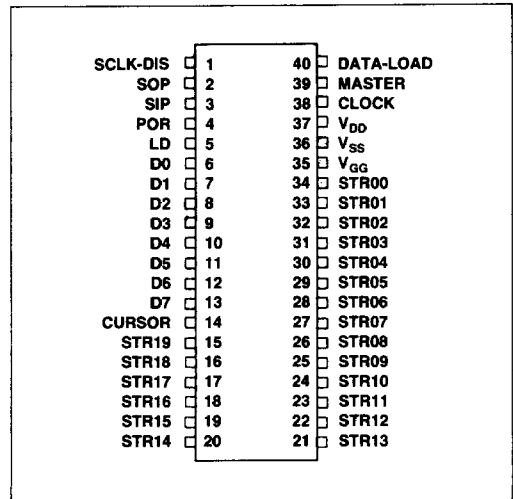 SCLK-DIS 1 40 DATA-LOAD
SOP 2 39 MASTER
SIP 3 38 CLOCK
POR 4 37 VDD
LD 5 36 VSS
D0 6 35 VGG
D1 7 34 STR00
D2 8 33 STR01
D3 9 32 STR02
D4 10 31 STR03
D5 11 30 STR04
D6 12 29 STR05
D7 13 28 STR06
CURSOR 14 27 STR07
STR19 15 26 STR08
STR18 16 25 STR09
STR17 17 24 STR10
STR16 18 23 STR11
STR15 19 22 STR12
STR14 20 21 STR13